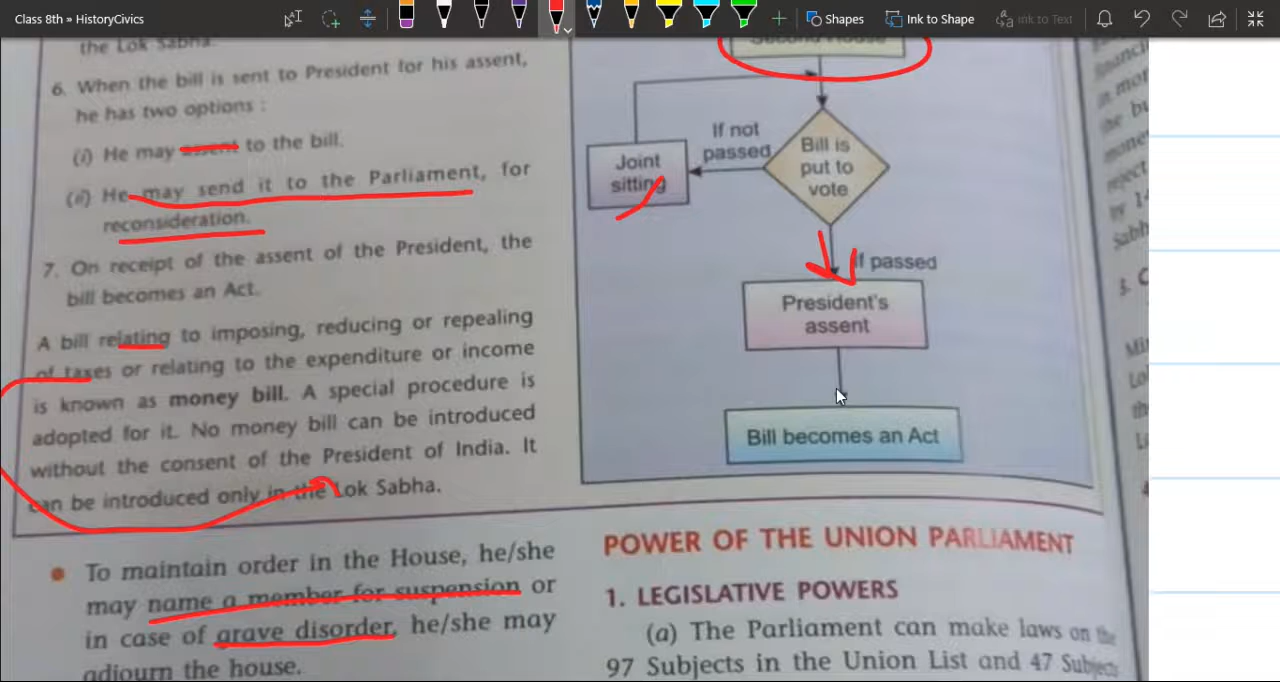 Class 8th » HistoryCivics
Shapes
Ink to Shape
Ink to Text
the Lok Sabha.
6. When the bill is sent to President for his assent,
he has two options :
(i) He may assent to the bill.
(ii) He may send it to the Parliament, for
reconsideration.
7. On receipt of the assent of the President, the
bill becomes an Act.
A bill relating to imposing, reducing or repealing
of taxes or relating to the expenditure or income
is known as money bill. A special procedure is
adopted for it. No money bill can be introduced
without the consent of the President of India. It
can be introduced only in the Lok Sabha.
To maintain order in the House, he/she
may name a member for suspension or
in case of grave disorder, he/she may
adjourn the house.
Second House
If not
passed
Bill is
put to
vote
Joint
sitting
If passed
President's
assent
Bill becomes an Act
POWER OF THE UNION PARLIAMENT
1. LEGISLATIVE POWERS
(a) The Parliament can make laws on the
97 Subjects in the Union List and 47 Subjects